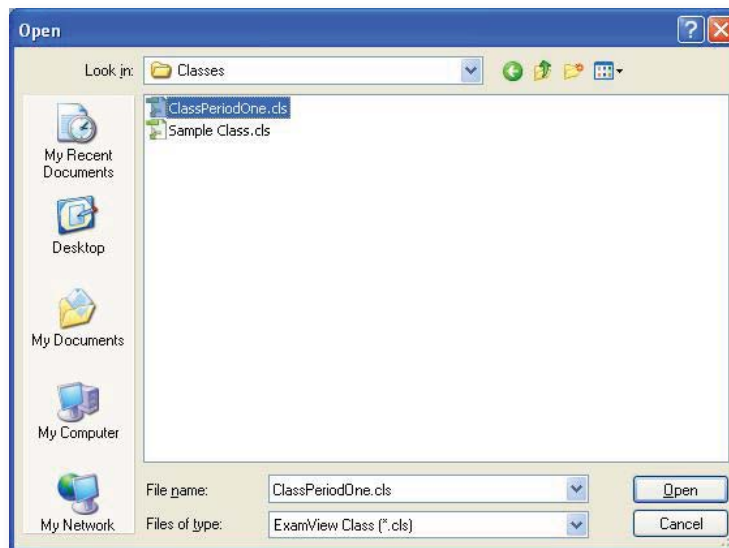 Open
Look in:
Classes
ClassPeriodOne.cls
Sample Class.cls
My Recent
Documents
Desktop
My Documents
My Computer
My Network
File name:
ClassPeriodOne.cls
Open
Files of type:
ExamView Class (*.cls)
Cancel